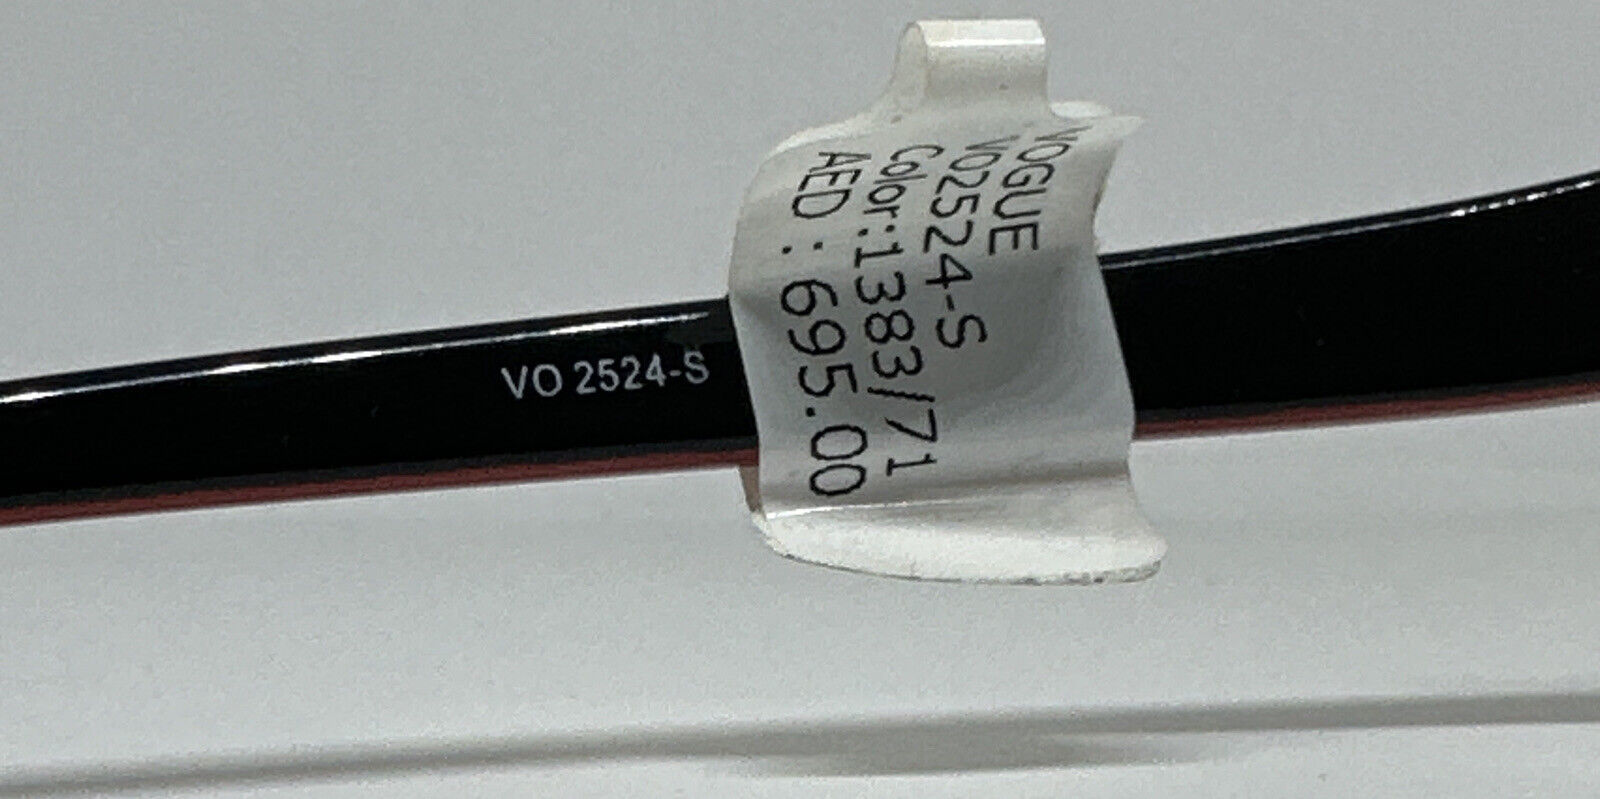 VO 2524-S
VOGUE
VO2524-S
Color:1383/71
AED : 695.00